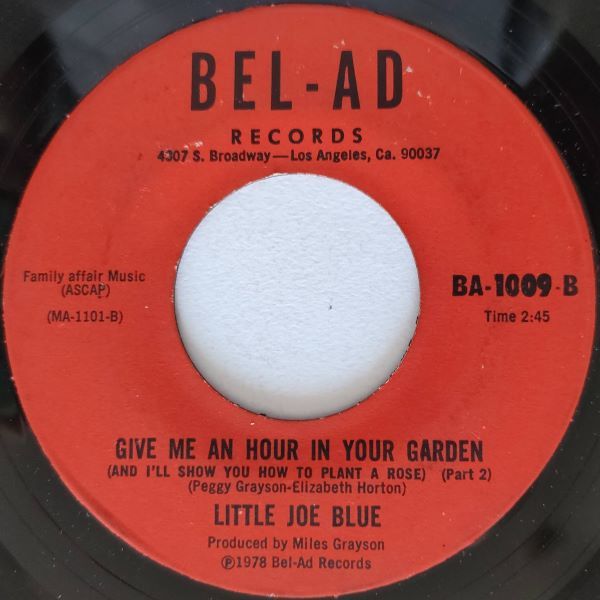 BEL-AD
RECORDS
4307 S. Broadway—Los Angeles, Ca. 90037
Family affair Music
(ASCAP)
(MA-1101-B)
BA-1009-B
Time 2:45
GIVE ME AN HOUR IN YOUR GARDEN
(AND I'LL SHOW YOU HOW TO PLANT A ROSE) (Part 2)
(Peggy Grayson-Elizabeth Horton)
LITTLE JOE BLUE
Produced by Miles Grayson
Ⓟ1978 Bel-Ad Records